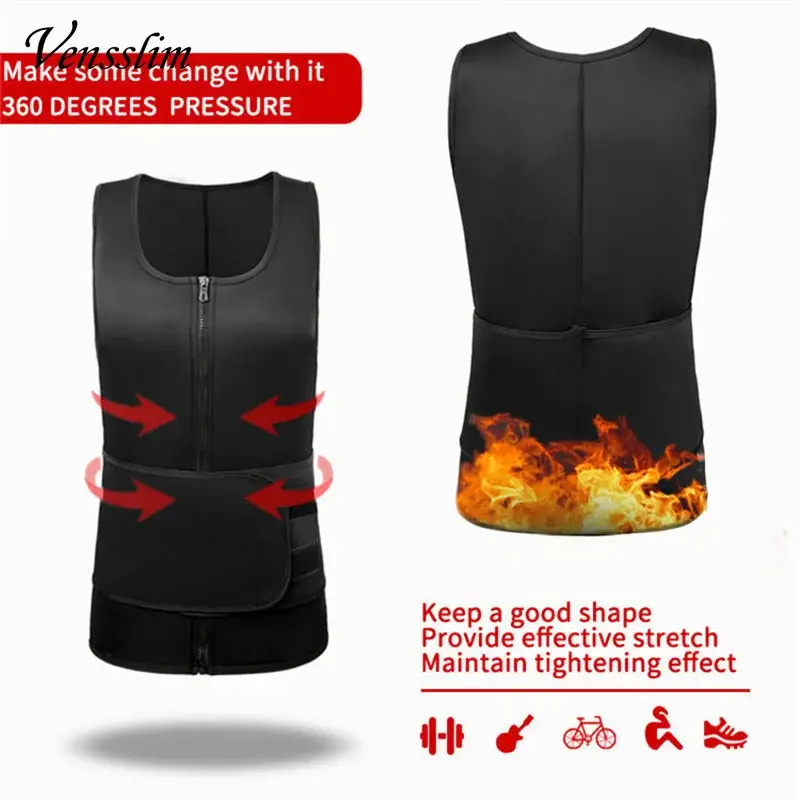 Vensslim
Make some change with it
360 DEGREES PRESSURE
Keep a good shape
Provide effective stretch
Maintain tightening effect